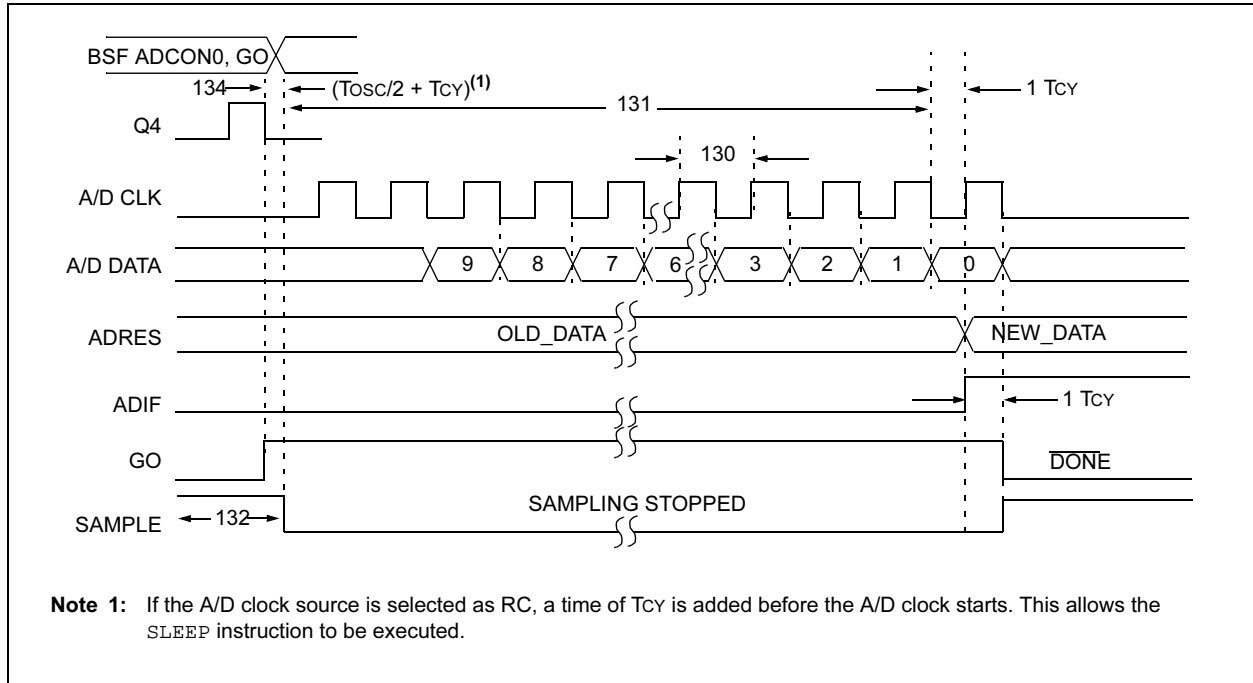 BSF ADCON0, GO
134
(TOSC/2 + TCY)(1)
131
1 TCY
Q4
130
A/D CLK
A/D DATA
9 8 7 6 3 2 1 0
ADRES
OLD_DATA
NEW_DATA
ADIF
1 TCY
GO
DONE
SAMPLING STOPPED
SAMPLE
132
Note 1: If the A/D clock source is selected as RC, a time of TCY is added before the A/D clock starts. This allows the
SLEEP instruction to be executed.